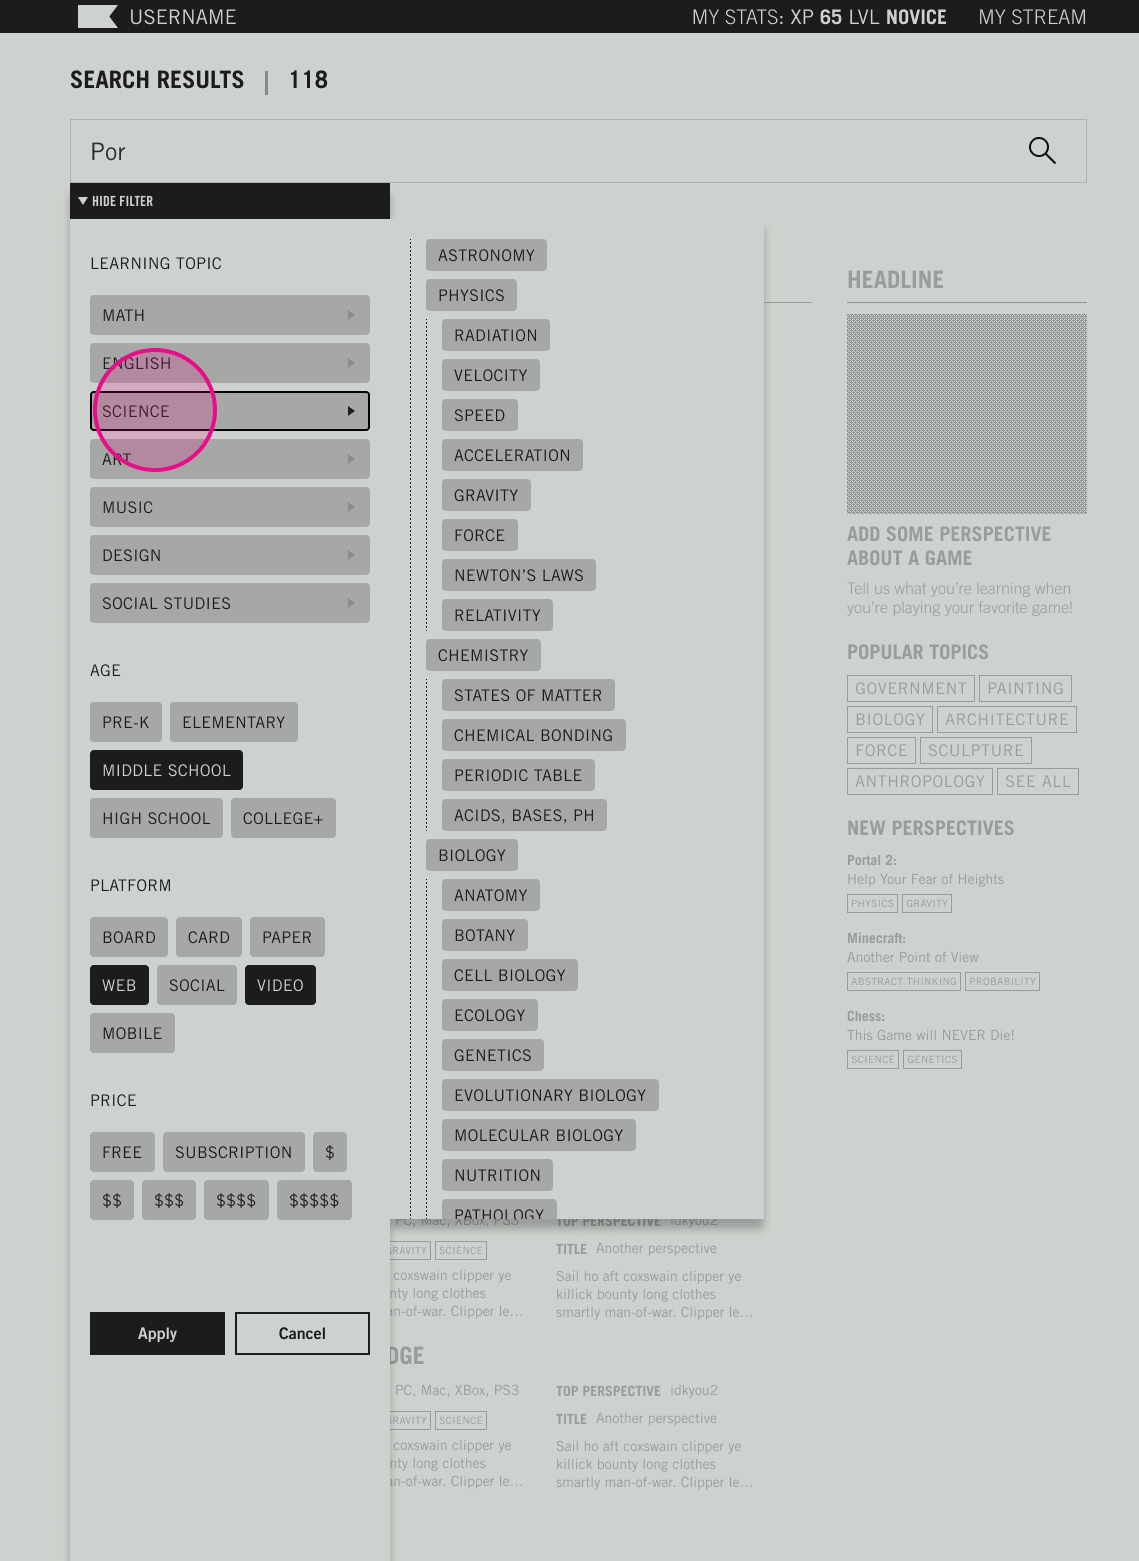 USERNAME
MY STATS: XP 65 LVL NOVICE MY STREAM
SEARCH RESULTS | 118
Por
HIDE FILTER
LEARNING TOPIC
MATH
ENGLISH
SCIENCE
ART
MUSIC
DESIGN
SOCIAL STUDIES
AGE
PRE-K ELEMENTARY
MIDDLE SCHOOL
HIGH SCHOOL COLLEGE+
PLATFORM
BOARD CARD PAPER
WEB SOCIAL VIDEO
MOBILE
PRICE
FREE SUBSCRIPTION $
$$ $$$ $$$$ $$$$$
Apply Cancel
ASTRONOMY
PHYSICS
RADIATION
VELOCITY
SPEED
ACCELERATION
GRAVITY
FORCE
NEWTON’S LAWS
RELATIVITY
CHEMISTRY
STATES OF MATTER
CHEMICAL BONDING
PERIODIC TABLE
ACIDS, BASES, PH
BIOLOGY
ANATOMY
BOTANY
CELL BIOLOGY
ECOLOGY
GENETICS
EVOLUTIONARY BIOLOGY
MOLECULAR BIOLOGY
NUTRITION
PATHOLOGY
PC, Mac, XBox, PS3
RAVITY SCIENCE
coxswain clipper ye
nty long clothes
an-of-war. Clipper le...
TOP PERSPECTIVE idkyou2
TITLE Another perspective
Sail ho aft coxswain clipper ye
killick bounty long clothes
smartly man-of-war. Clipper le...
DGE
PC, Mac, XBox, PS3
RAVITY SCIENCE
coxswain clipper ye
nty long clothes
an-of-war. Clipper le...
TOP PERSPECTIVE idkyou2
TITLE Another perspective
Sail ho aft coxswain clipper ye
killick bounty long clothes
smartly man-of-war. Clipper le...
HEADLINE
ADD SOME PERSPECTIVE
ABOUT A GAME
Tell us what you’re learning when
you’re playing your favorite game!
POPULAR TOPICS
GOVERNMENT PAINTING
BIOLOGY ARCHITECTURE
FORCE SCULPTURE
ANTHROPOLOGY SEE ALL
NEW PERSPECTIVES
Portal 2:
Help Your Fear of Heights
PHYSICS GRAVITY
Minecraft:
Another Point of View
ABSTRACT THINKING PROBABILITY
Chess:
This Game will NEVER Die!
SCIENCE GENETICS